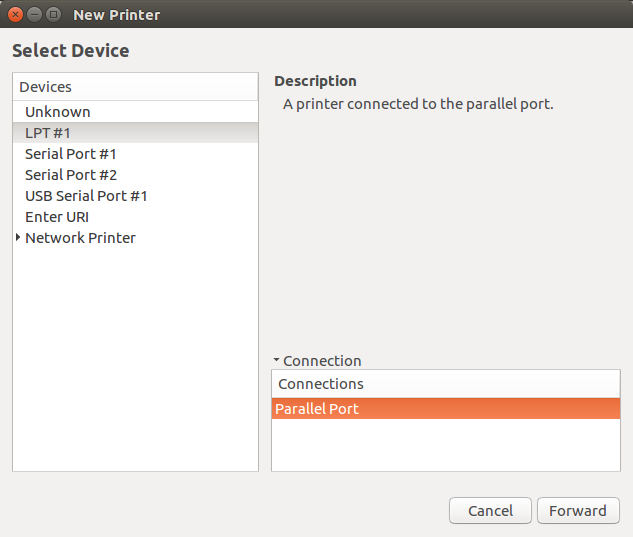 New Printer
Select Device
Devices
Unknown
LPT #1
Serial Port #1
Serial Port #2
USB Serial Port #1
Enter URI
Network Printer
Description
A printer connected to the parallel port.
Connection
Connections
Parallel Port
Cancel
Forward